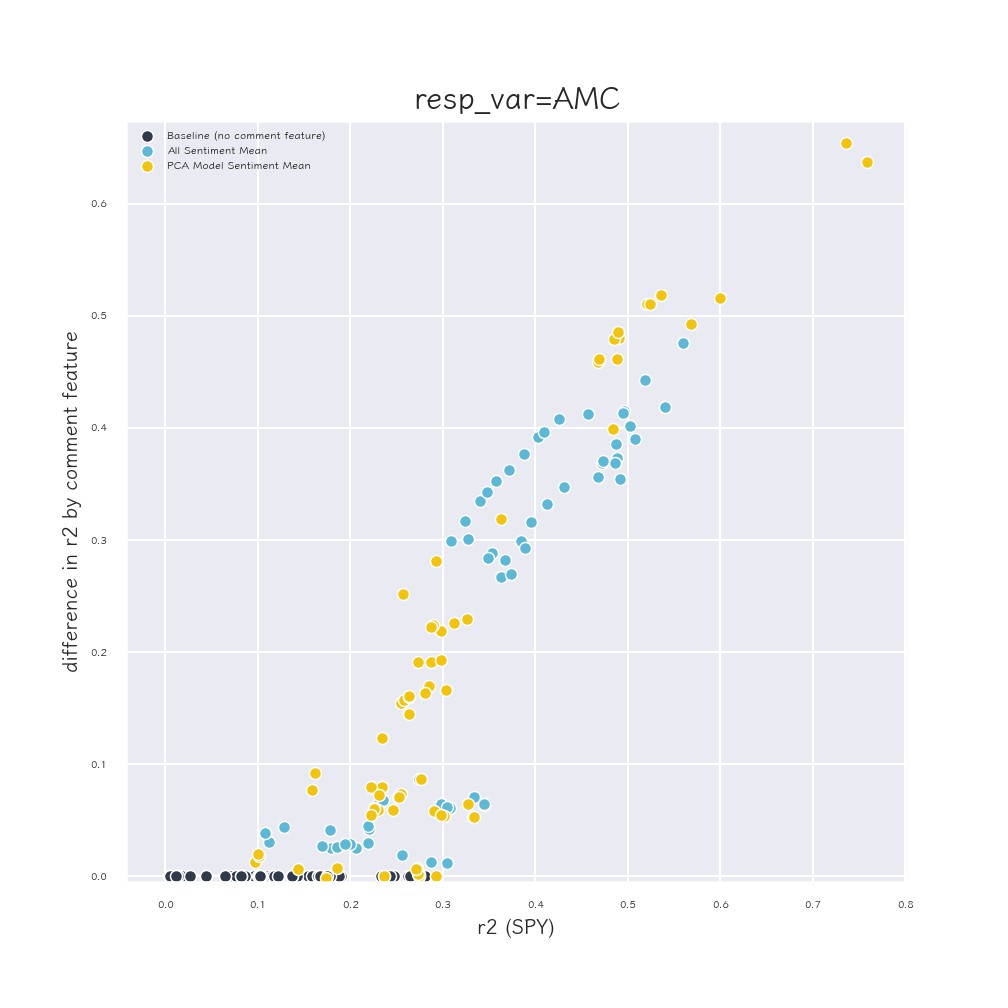 resp_var=AMC
Baseline (no comment feature)
All Sentiment Mean
PCA Model Sentiment Mean
difference in r2 by comment feature
0.6
0.5
0.4
0.3
0.2
0.1
0.0
0.0 0.1 0.2 0.3 0.4 0.5 0.6 0.7 0.8
r2 (SPY)